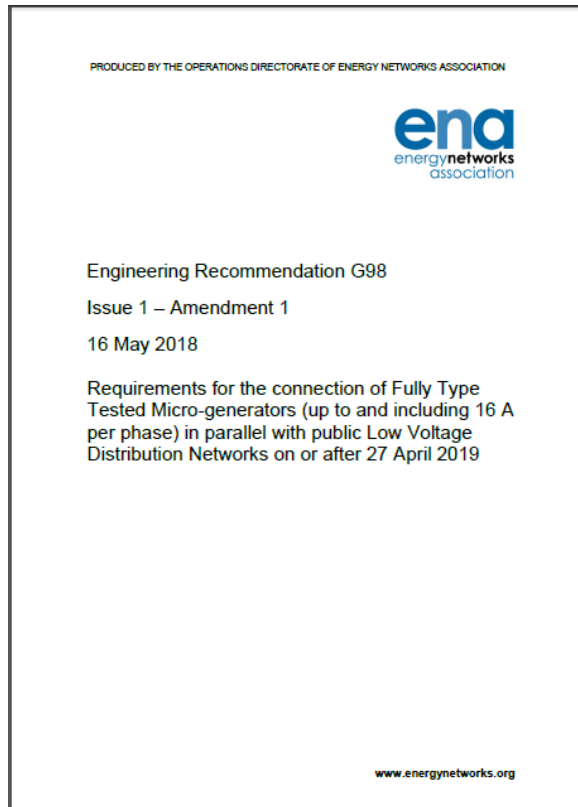 PRODUCED BY THE OPERATIONS DIRECTORATE OF ENERGY NETWORKS ASSOCIATION
ena
energynetworks
association
Engineering Recommendation G98
Issue 1 – Amendment 1
16 May 2018
Requirements for the connection of Fully Type
Tested Micro-generators (up to and including 16 A
per phase) in parallel with public Low Voltage
Distribution Networks on or after 27 April 2019
www.energynetworks.org